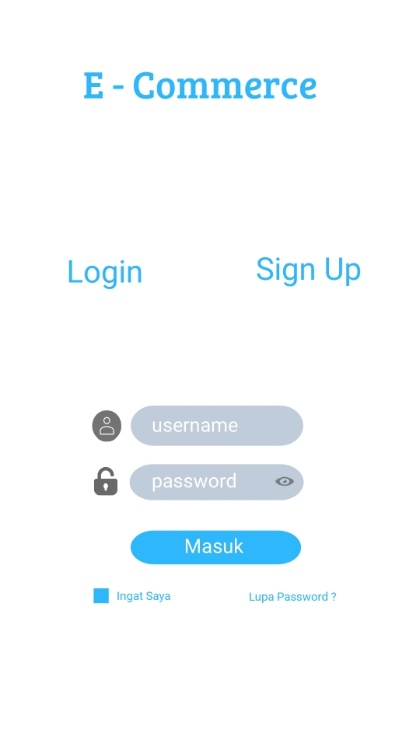 E - Commerce
Login
Sign Up
username
password
Masuk
Ingat Saya
Lupa Password ?